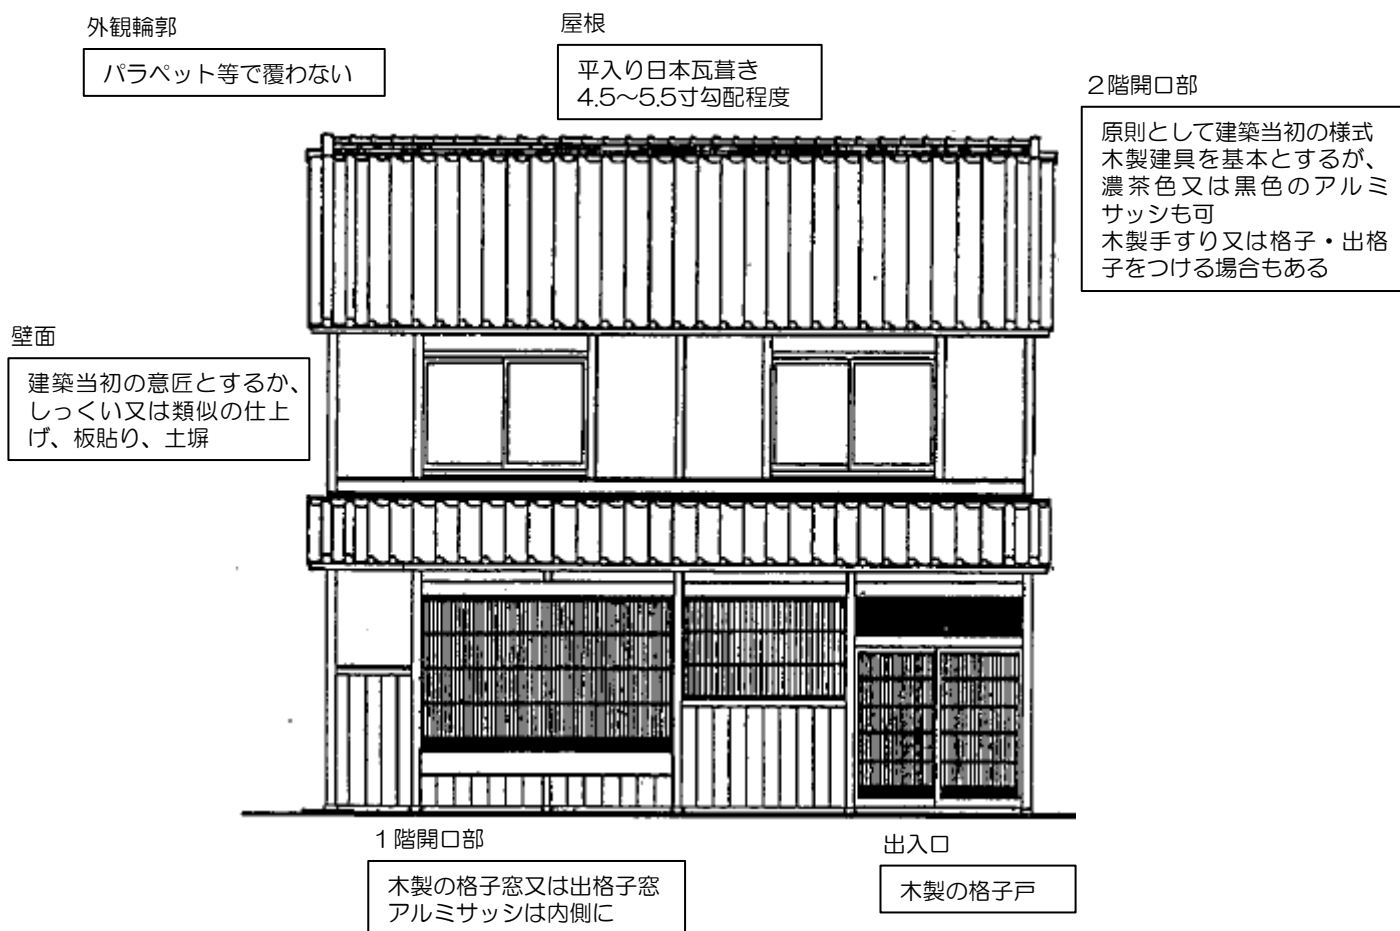 外観輪郭
パラペット等で覆わない
屋根
平入り日本瓦葺き
4.5～5.5寸勾配程度
2階開口部
原則として建築当初の様式
木製建具を基本とするが、
濃茶色又は黒色のアルミ
サッシも可
木製手すり又は格子・出格
子をつける場合もある
壁面
建築当初の意匠とするか、
しっくい又は類似の仕上
げ、板貼り、土塀
1階開口部
木製の格子窓又は出格子窓
アルミサッシは内側に
出入口
木製の格子戸